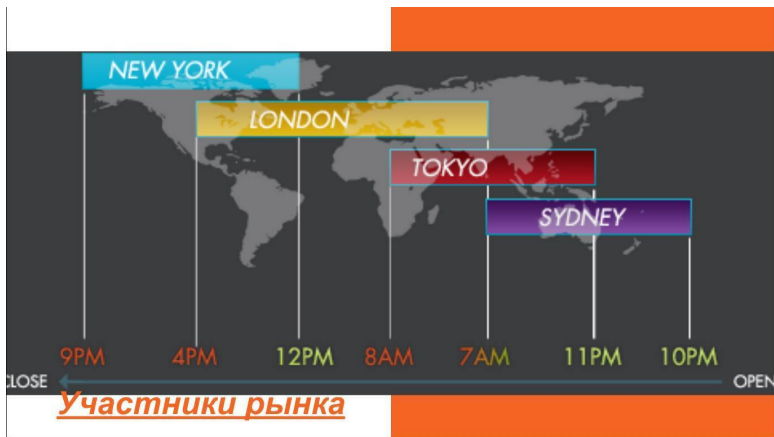 NEW YORK
LONDON
TOKYO
SYDNEY
9PM 4PM 12PM 8AM 7AM 11PM 10PM
CLOSE OPEN
Участники рынка